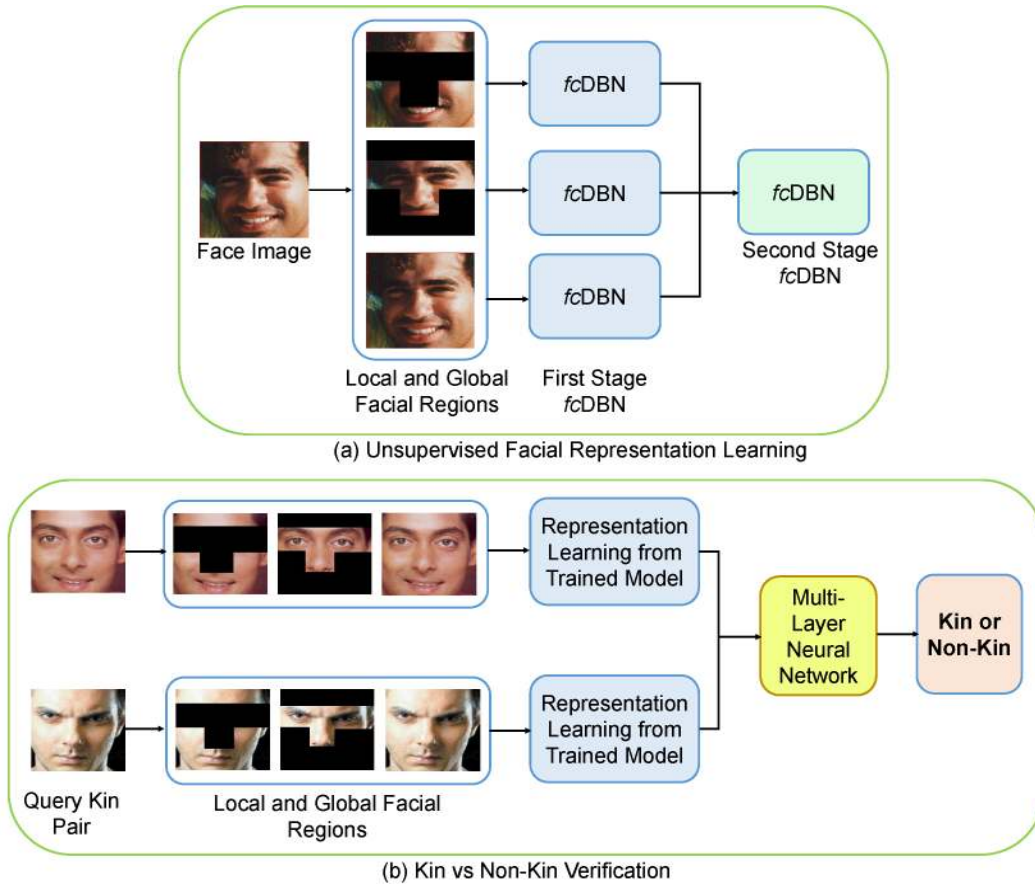 fcDBN
fcDBN
fcDBN
fcDBN
Face Image
Second Stage
fcDBN
Local and Global
Facial Regions
First Stage
fcDBN
(a) Unsupervised Facial Representation Learning
Representation
Learning from
Trained Model
Multi-
Layer
Neural
Network
Kin or
Non-Kin
Representation
Learning from
Trained Model
Query Kin
Pair
Local and Global Facial
Regions
(b) Kin vs Non-Kin Verification